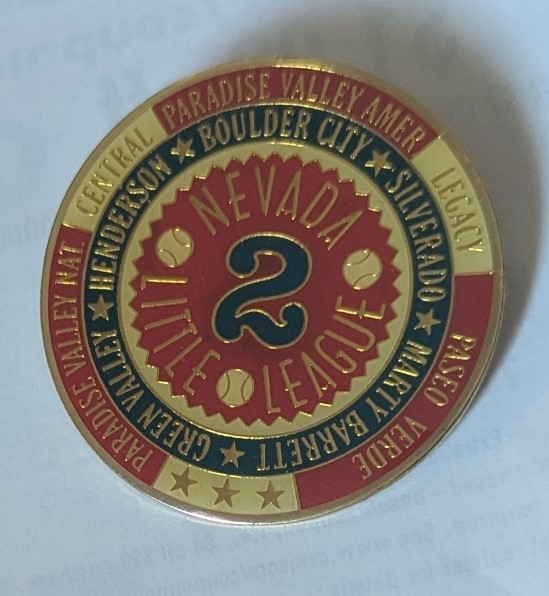 PARADISE VALLEY AMER
LEGACY
PASEO VERDE
PARADISE VALLEY NAT
CENTRAL
BOULDER CITY
SILVERADO
MARTY BARRETT
GREEN VALLEY
HENDERSON
NEVADA
2
LITTLE LEAGUE